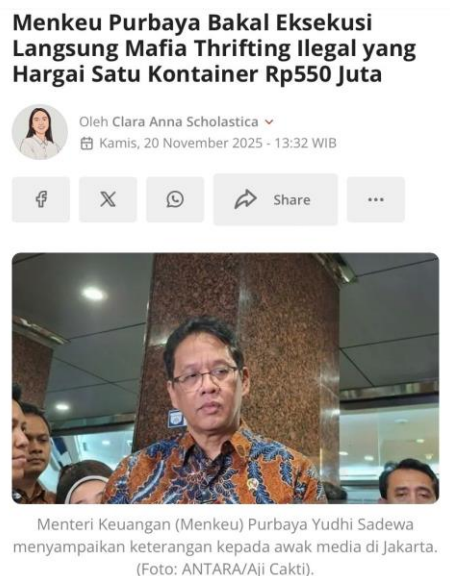 Menkeu Purbaya Bakal Eksekusi
Langsung Mafia Thrifting Ilegal yang
Hargai Satu Kontainer Rp550 Juta
Oleh Clara Anna Scholastica
Kamis, 20 November 2025 - 13:32 WIB
Share
Menteri Keuangan (Menkeu) Purbaya Yudhi Sadewa
menyampaikan keterangan kepada awak media di Jakarta.
(Foto: ANTARA/Aji Cakti).